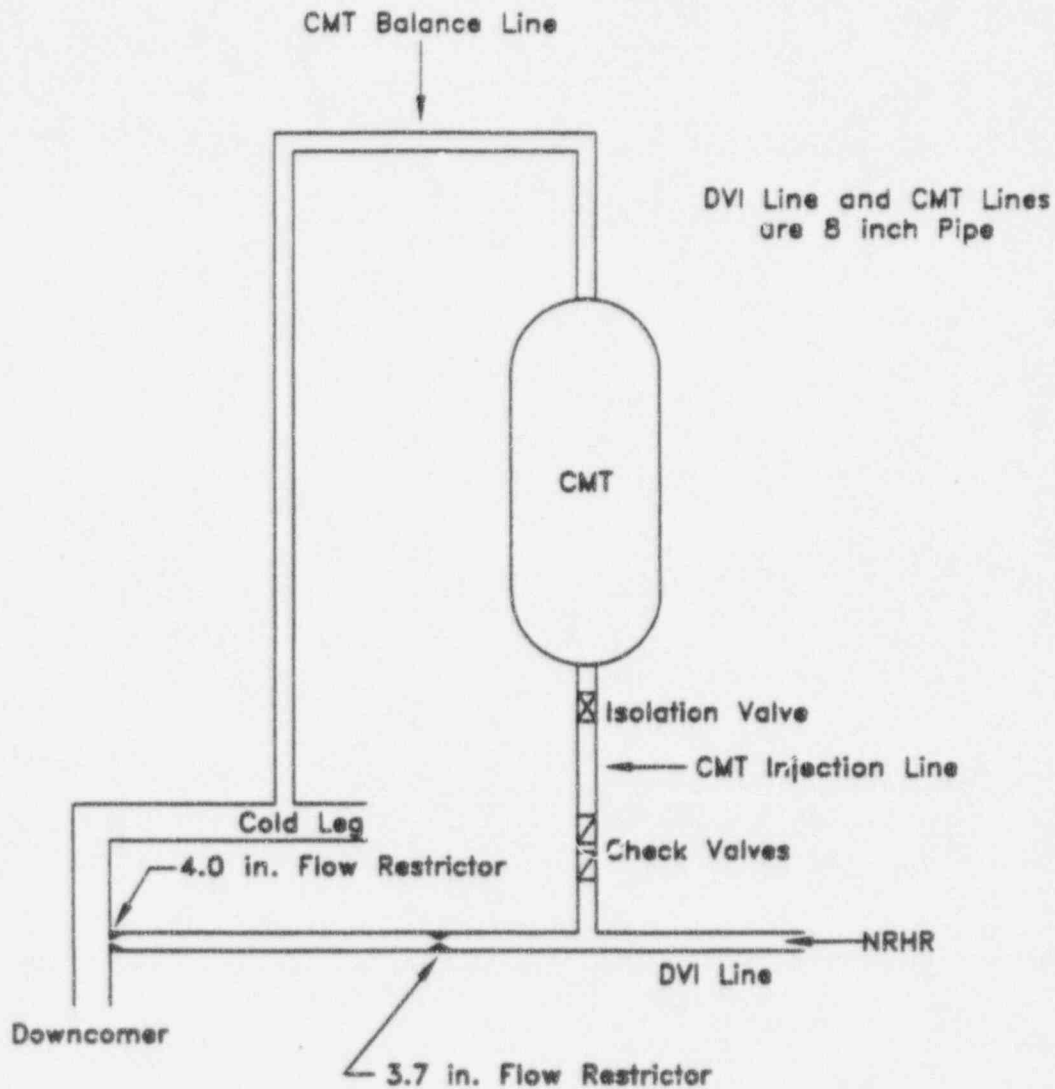 CMT Balance Line
DVI Line and CMT Lines
are 8 inch Pipe
CMT
Isolation Valve
CMT Injection Line
Cold Leg
Check Valves
4.0 in. Flow Restrictor
NRHR
DVI Line
Downcomer
3.7 in. Flow Restrictor